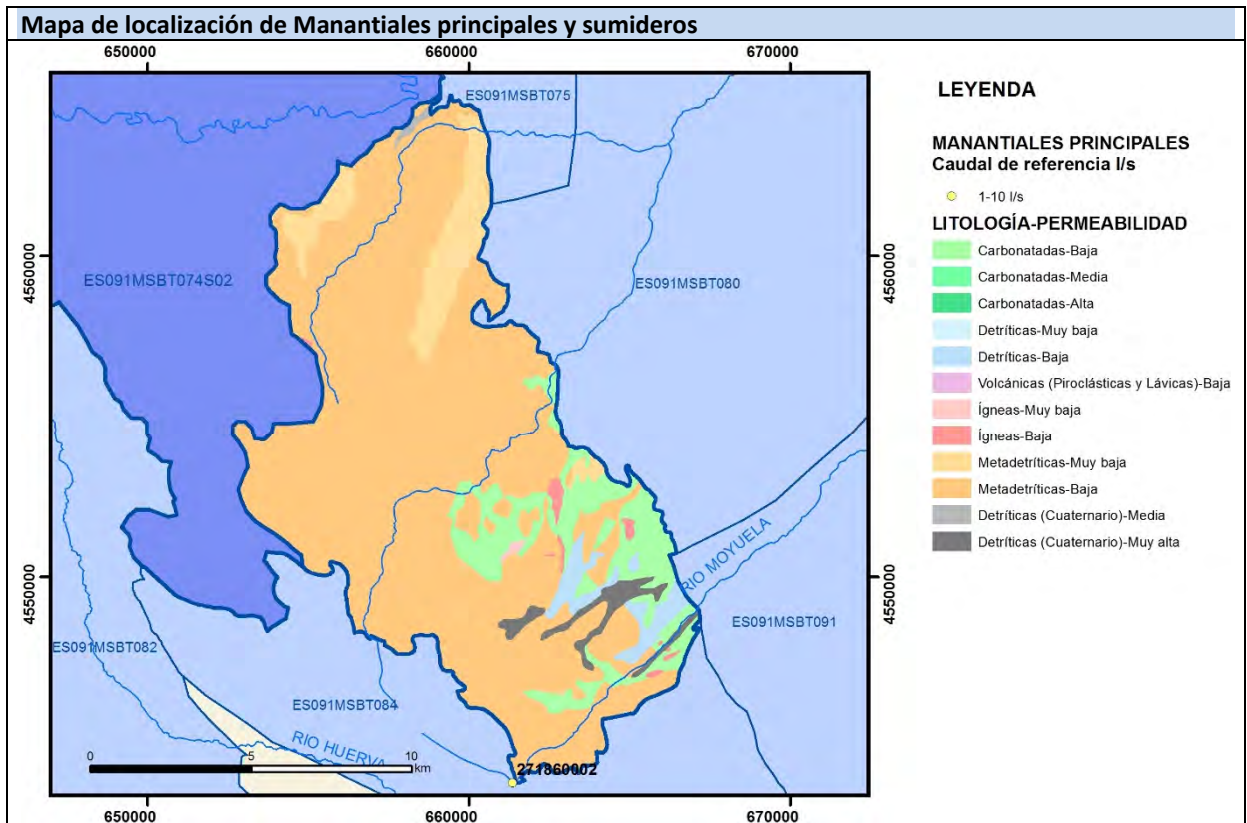 Mapa de localización de Manantiales principales y sumideros
650000
660000
670000
4560000
4550000
4560000
4550000
ES091MSBT075
ES091MSBT074S02
ES091MSBT080
RIO MOYUELA
ES091MSBT091
ES091MSBT082
ES091MSBT084
RIO HUERVA
0
5
10
km
271860002
650000
660000
670000
LEYENDA
MANANTIALES PRINCIPALES
Caudal de referencia l/s
1-10 l/s
LITOLOGÍA-PERMEABILIDAD
Carbonatadas-Baja
Carbonatadas-Media
Carbonatadas-Alta
Detríticas-Muy baja
Detríticas-Baja
Volcánicas (Piroclásticas y Lávicas)-Baja
Ígneas-Muy baja
Ígneas-Baja
Metadetríticas-Muy baja
Metadetríticas-Baja
Detríticas (Cuaternario)-Media
Detríticas (Cuaternario)-Muy alta